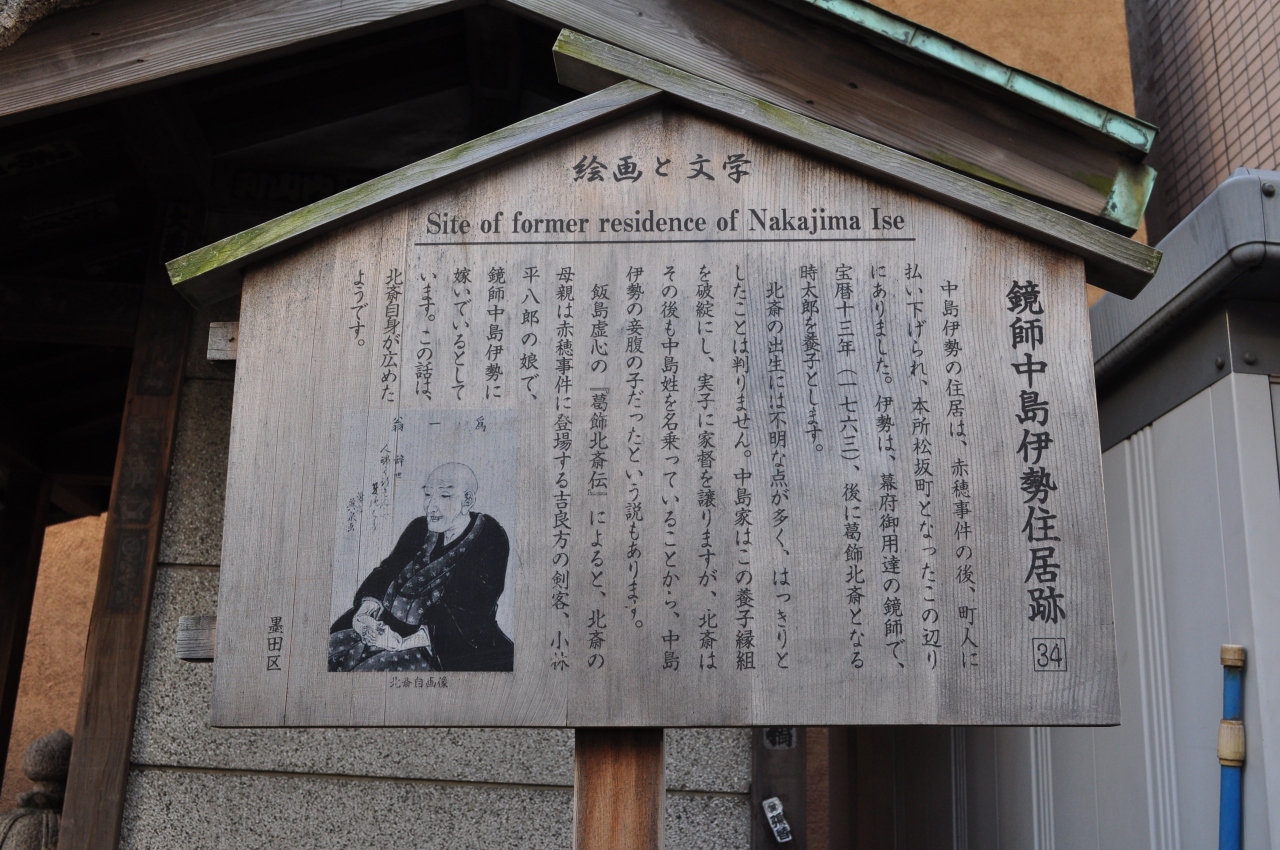 絵画と文学
Site of former residence of Nakajima Ise
鏡師中島伊勢住居跡 34
中島伊勢の住居は、赤穂事件の後、町人に
払い下げられ、本所松坂町となったこの辺り
にありました。伊勢は、幕府御用達の鏡師で、
宝暦十三年（一七六三）、後に葛飾北斎となる
時太郎を養子とします。
北斎の出生には不明な点が多く、はっきりと
したことは判りません。中島家はこの養子縁組
を破綻にし、実子に家督を譲りますが、北斎は
その後も中島姓を名乗っていることから、中島
伊勢の妾腹の子だったという説もあります。
飯島虚心の『葛飾北斎伝』によると、北斎の
母親は赤穂事件に登場する吉良方の剣客、小林
平八郎の娘で、
鏡師中島伊勢に
嫁いでいるとして
います。この話は、
北斎自身が広めた
ようです。
為一翁
辞世
北斎自画像
墨田区